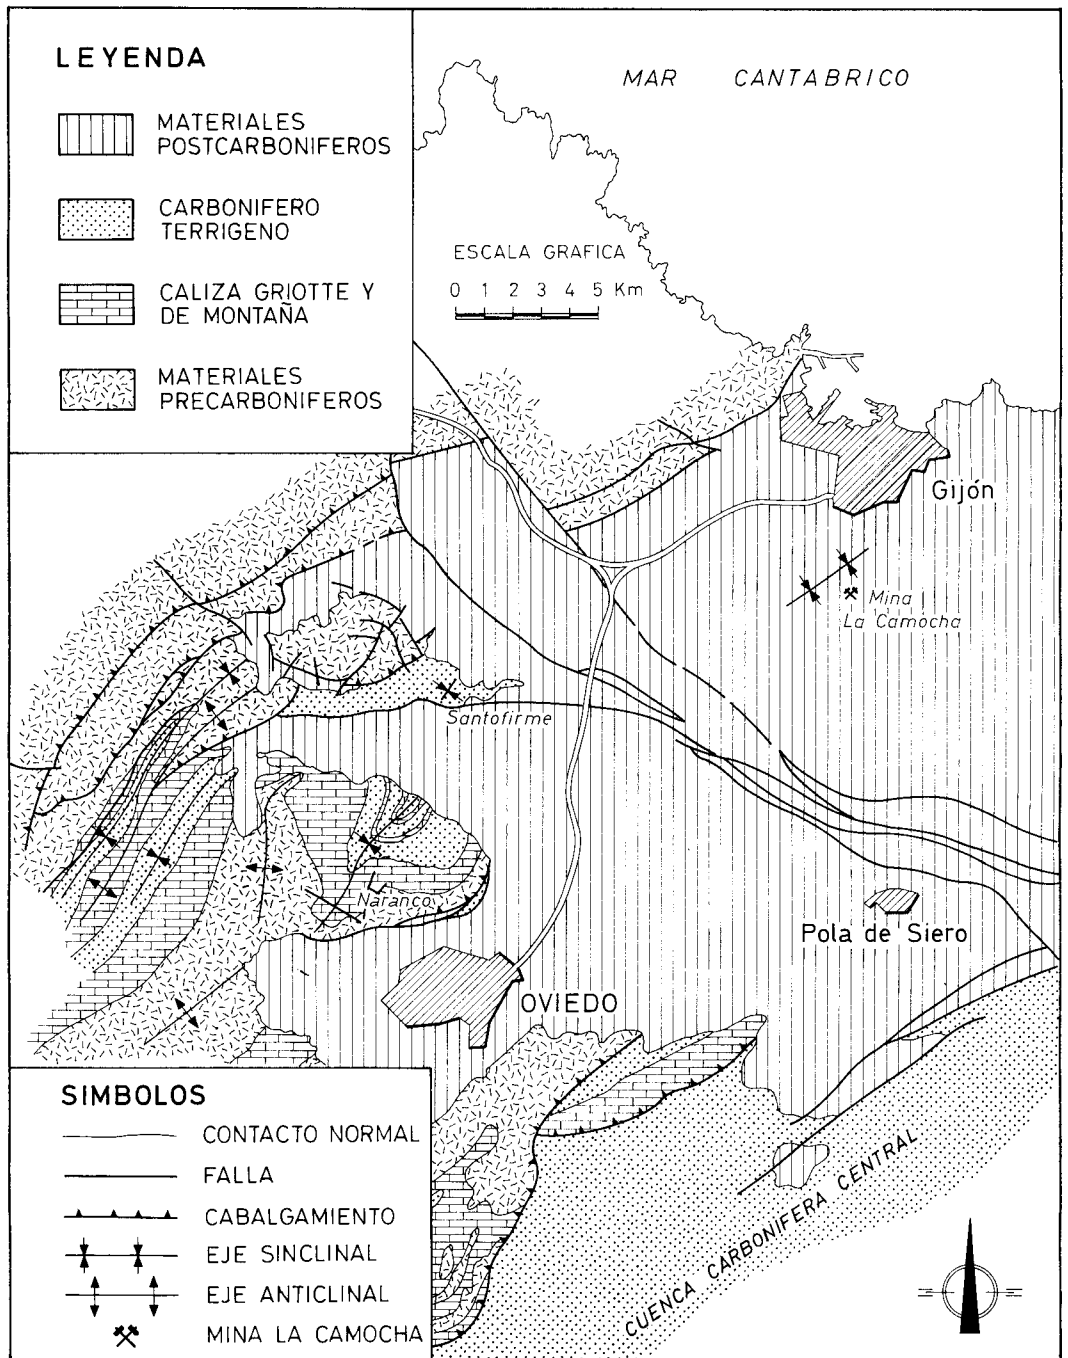 LEYENDA
MATERIALES
POSTCARBONIFEROS
CARBONIFERO
TERRIGENO
CALIZA GRIOTTE Y
DE MONTAÑA
MATERIALES
PRECARBONIFEROS
MAR CANTABRICO
ESCALA GRAFICA
0 1 2 3 4 5 Km
Gijón
Mina
La Camocha
Santofirme
Naranco
Pola de Siero
OVIEDO
CUENCA CARBONIFERA CENTRAL
SIMBOLOS
CONTACTO NORMAL
FALLA
CABALGAMIENTO
EJE SINCLINAL
EJE ANTICLINAL
MINA LA CAMOCHA